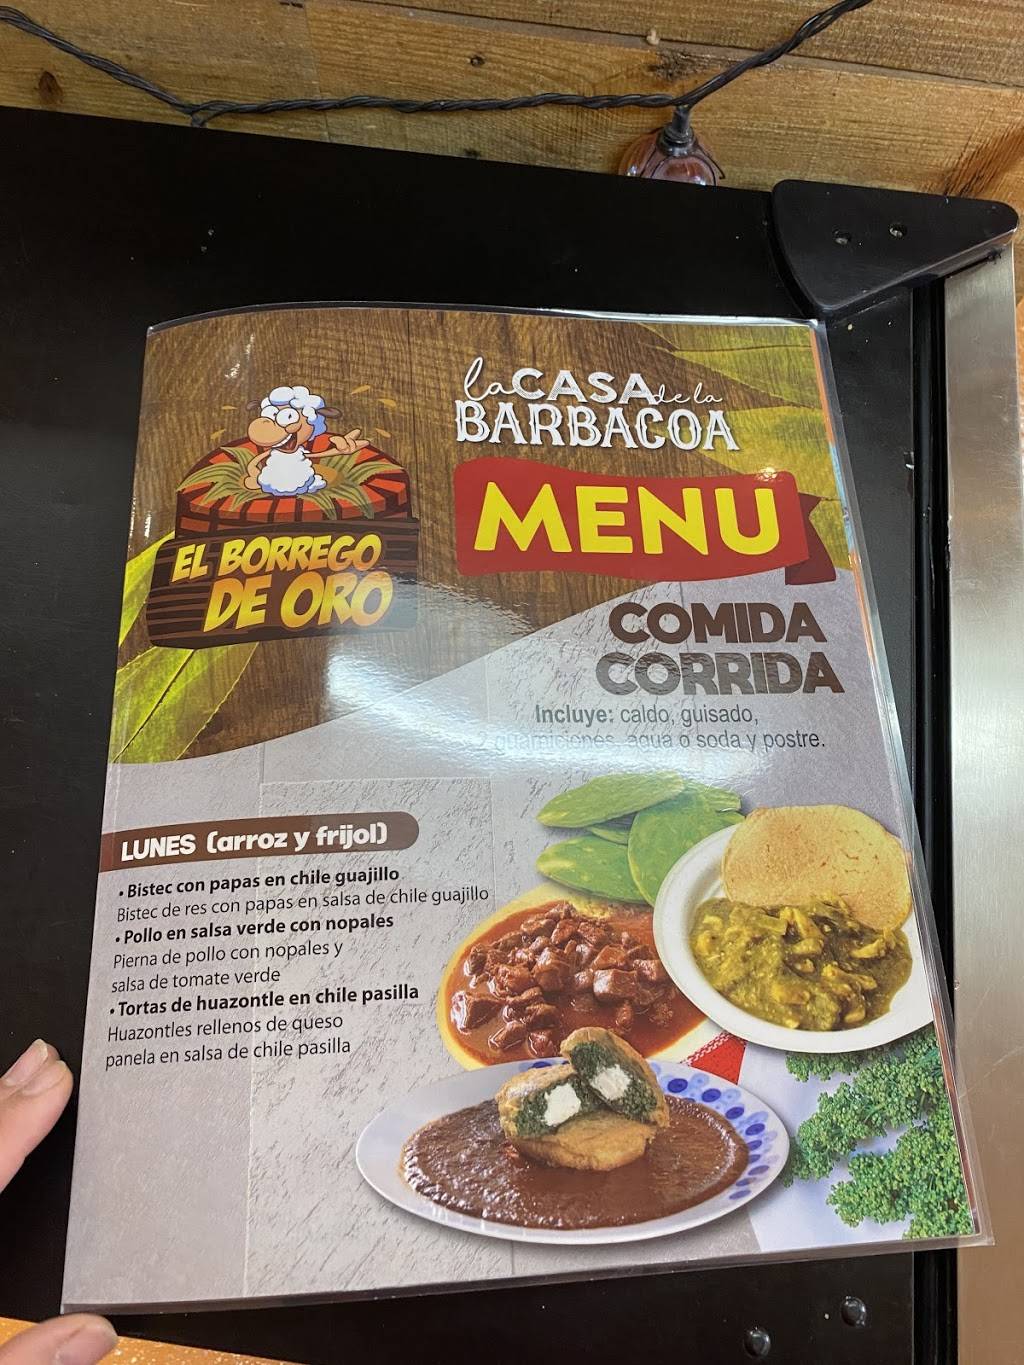 la CASA de la
BARBACOA
MENU
EL BORREGO
DE ORO
COMIDA
CORRIDA
Incluye: caldo, guisado,
2 guarniciones, agua o soda y postre.
LUNES (arroz y frijol)
• Bistec con papas en chile guajillo
Bistec de res con papas en salsa de chile guajillo
• Pollo en salsa verde con nopales
Pierna de pollo con nopales y
salsa de tomate verde
• Tortas de huazontle en chile pasilla
Huazontles rellenos de queso
panela en salsa de chile pasilla